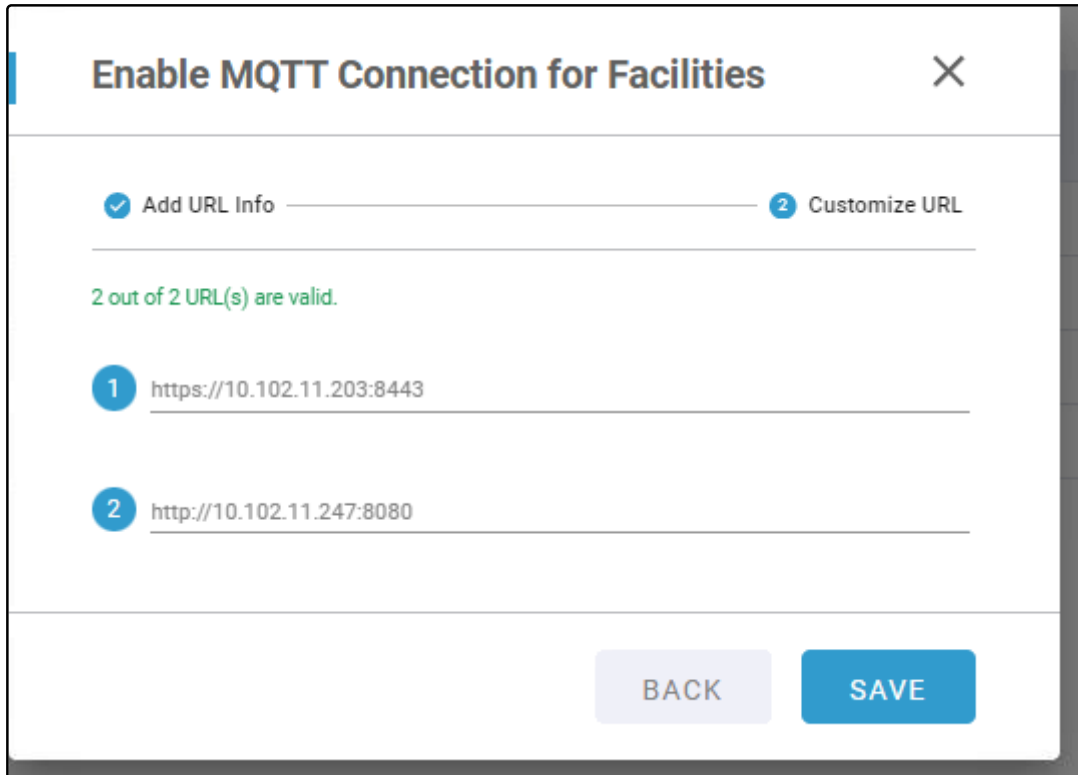 Enable MQTT Connection for Facilities
Add URL Info
2 Customize URL
2 out of 2 URL(s) are valid.
1 https://10.102.11.203:8443
2 http://10.102.11.247:8080
BACK
SAVE